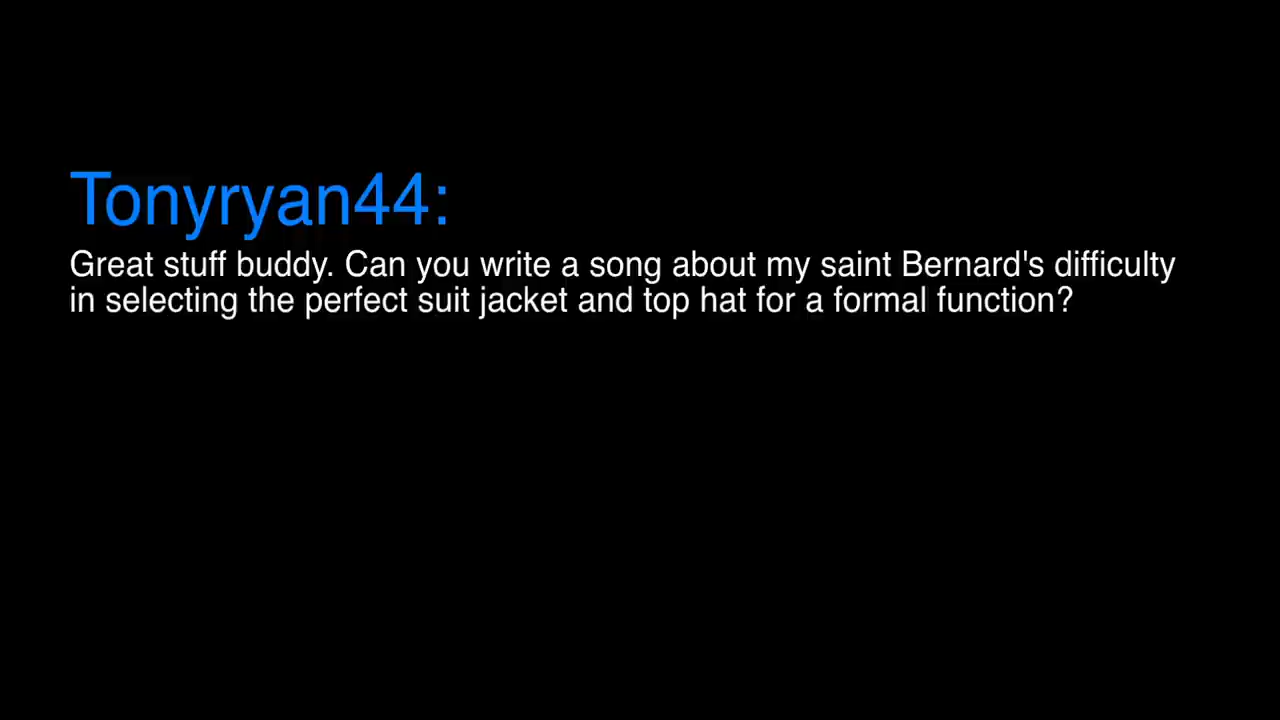 Tonyryan44:
Great stuff buddy. Can you write a song about my saint Bernard's difficulty
in selecting the perfect suit jacket and top hat for a formal function?